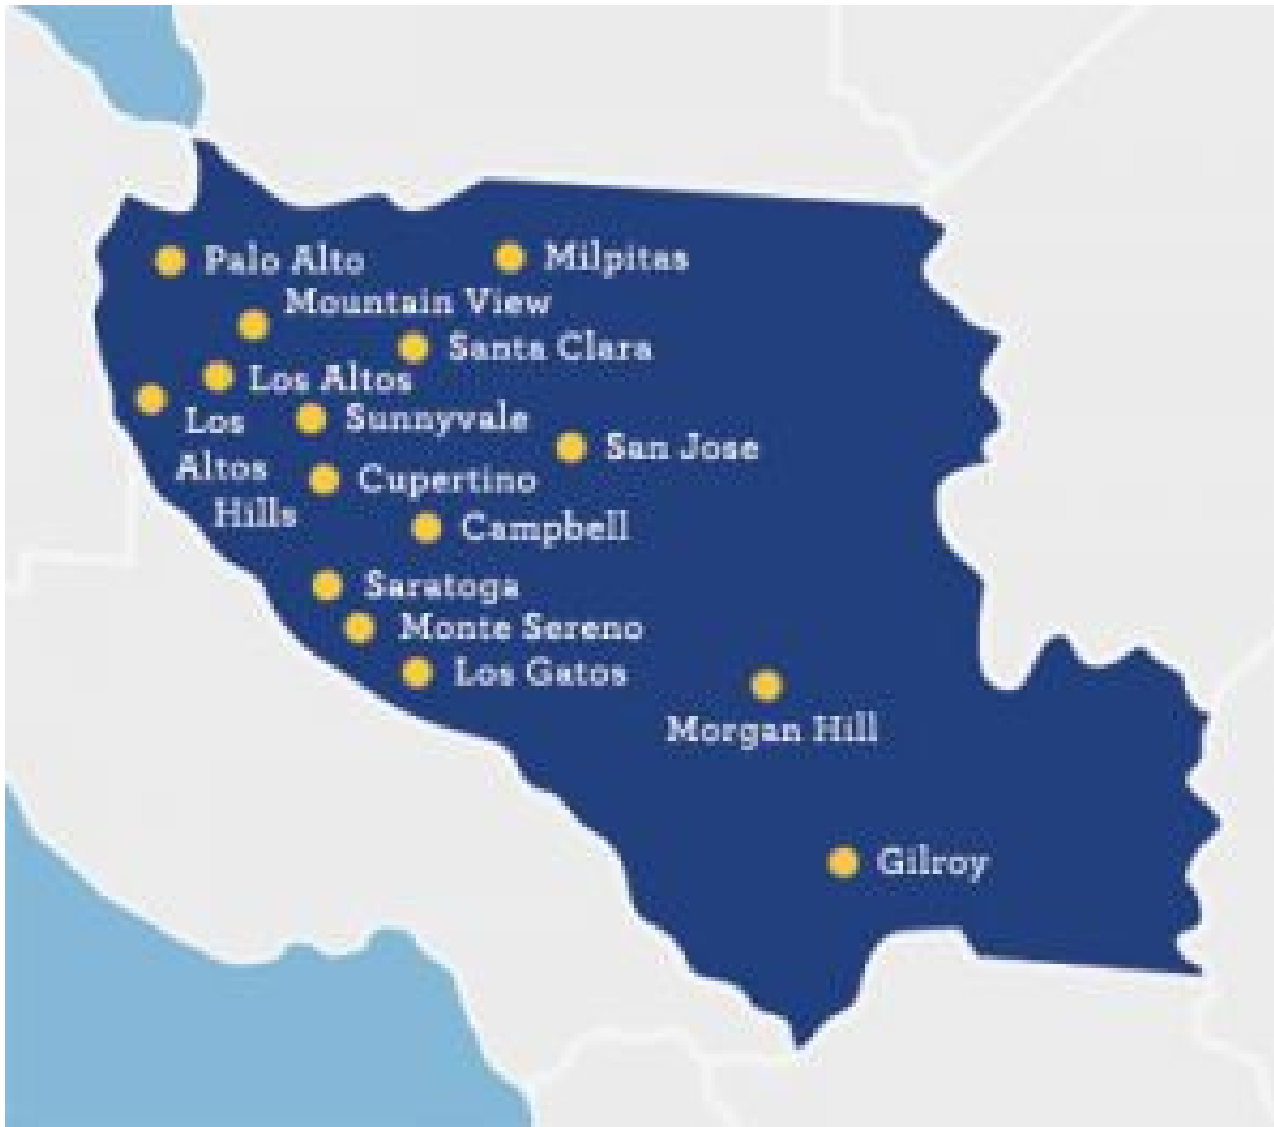 Palo Alto
Milpitas
Mountain View
Santa Clara
Los Altos
Los
Altos
Hills
Sunnyvale
San Jose
Cupertino
Campbell
Saratoga
Monte Sereno
Los Gatos
Morgan Hill
Gilroy